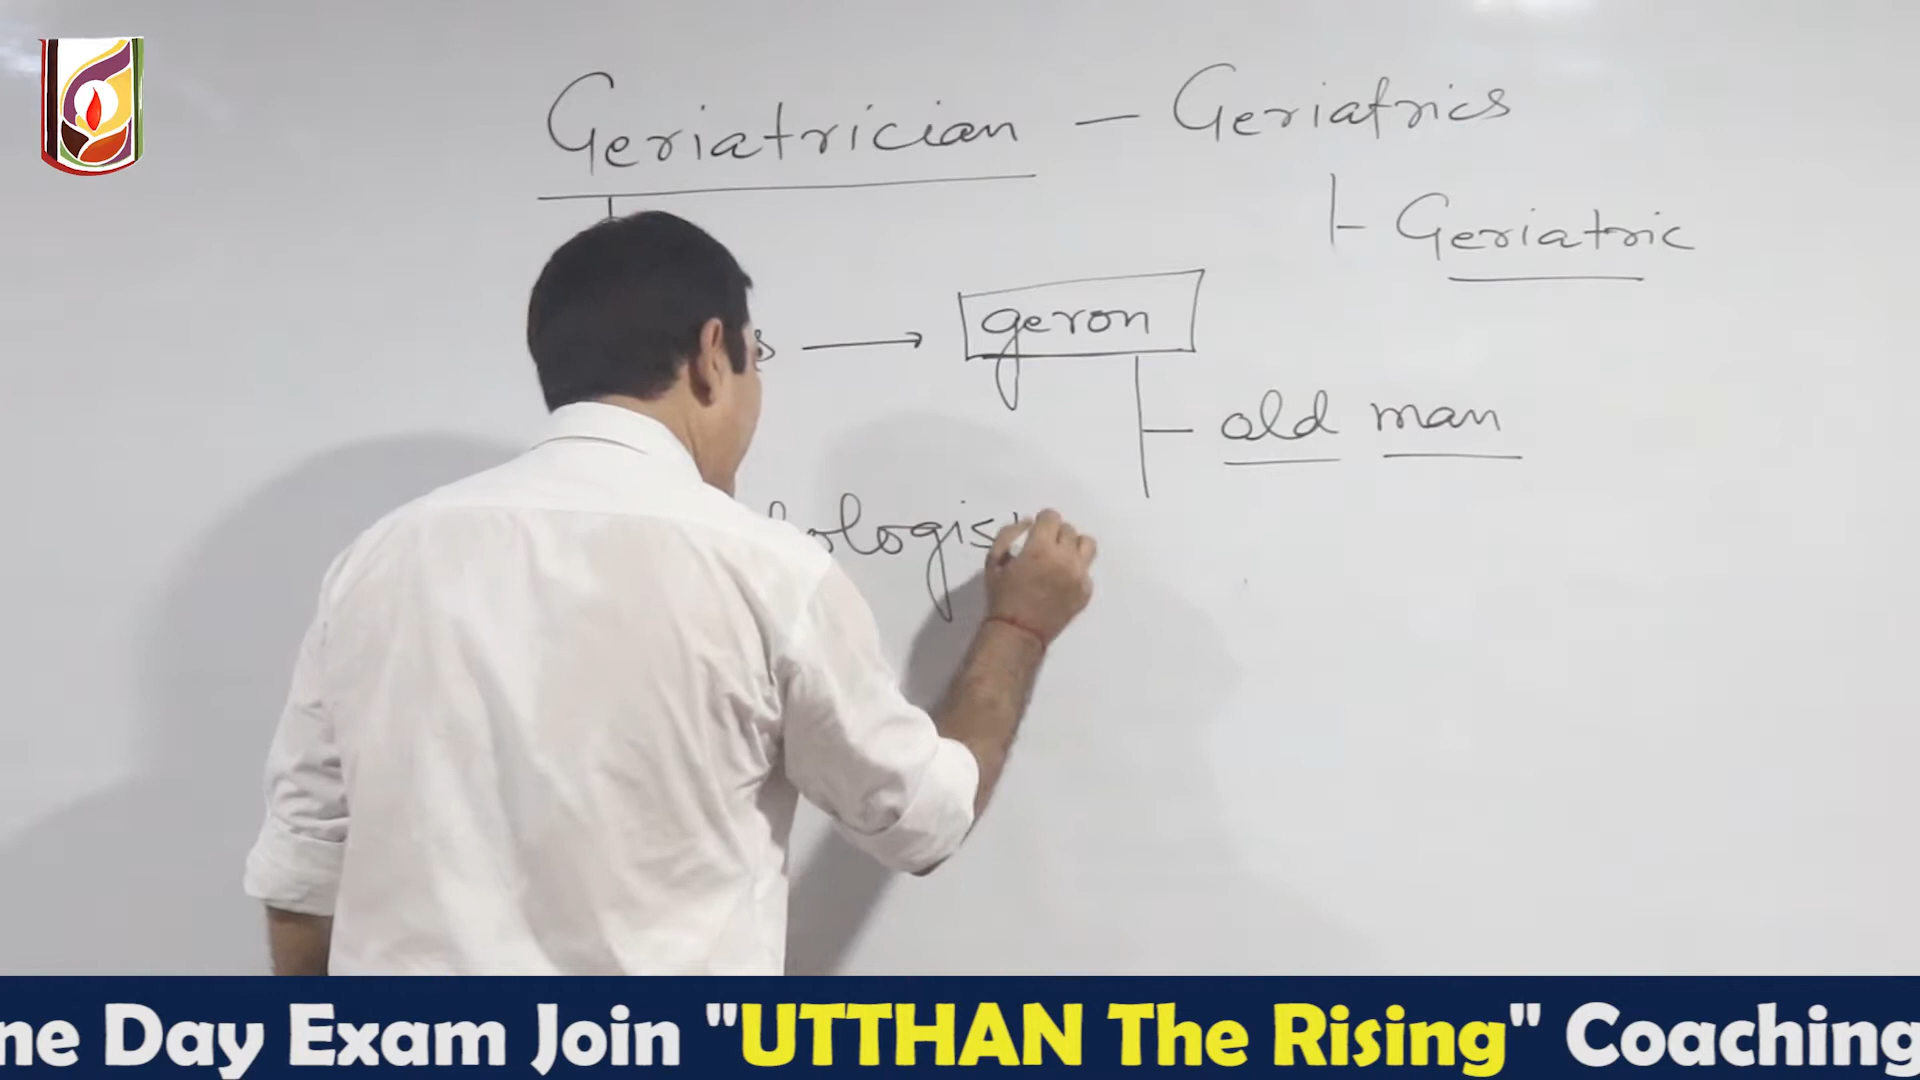 Geriatrician — Geriatrics
Geriatric
geron
old man
ne Day Exam Join "UTTHAN The Rising" Coaching